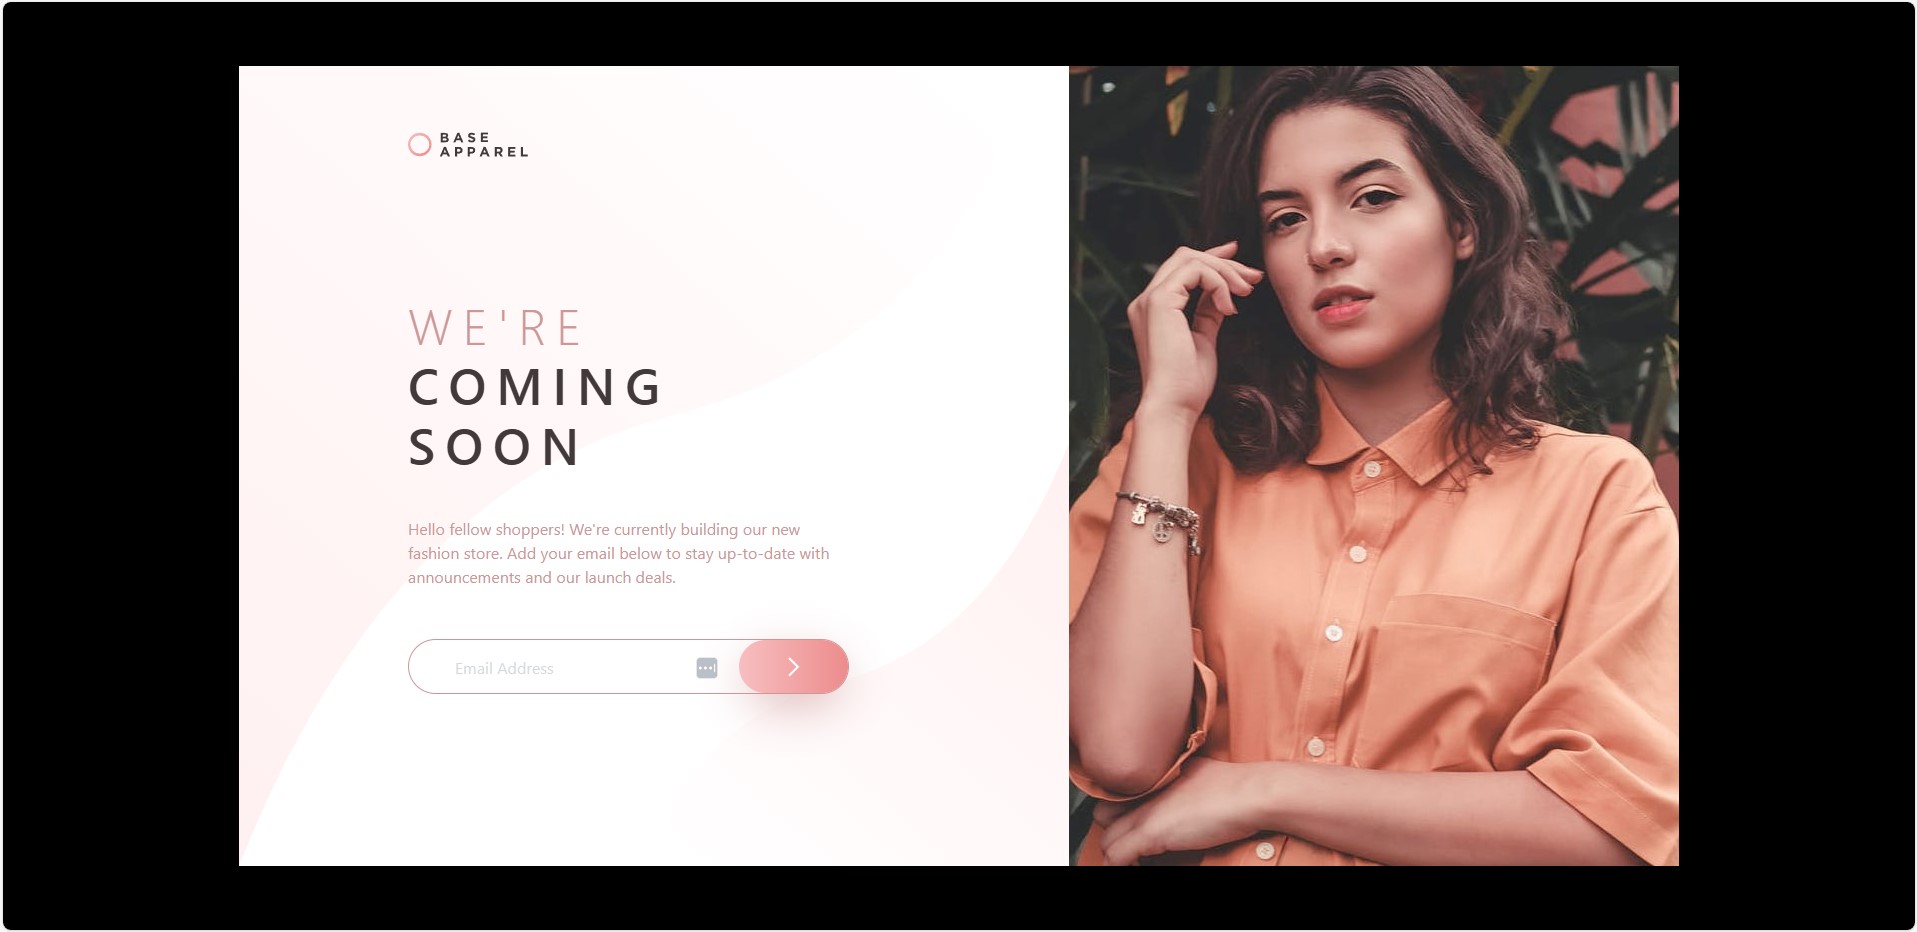 BASE
APPAREL
WE'RE
COMING
SOON
Hello fellow shoppers! We're currently building our new
fashion store. Add your email below to stay up-to-date with
announcements and our launch deals.
Email Address